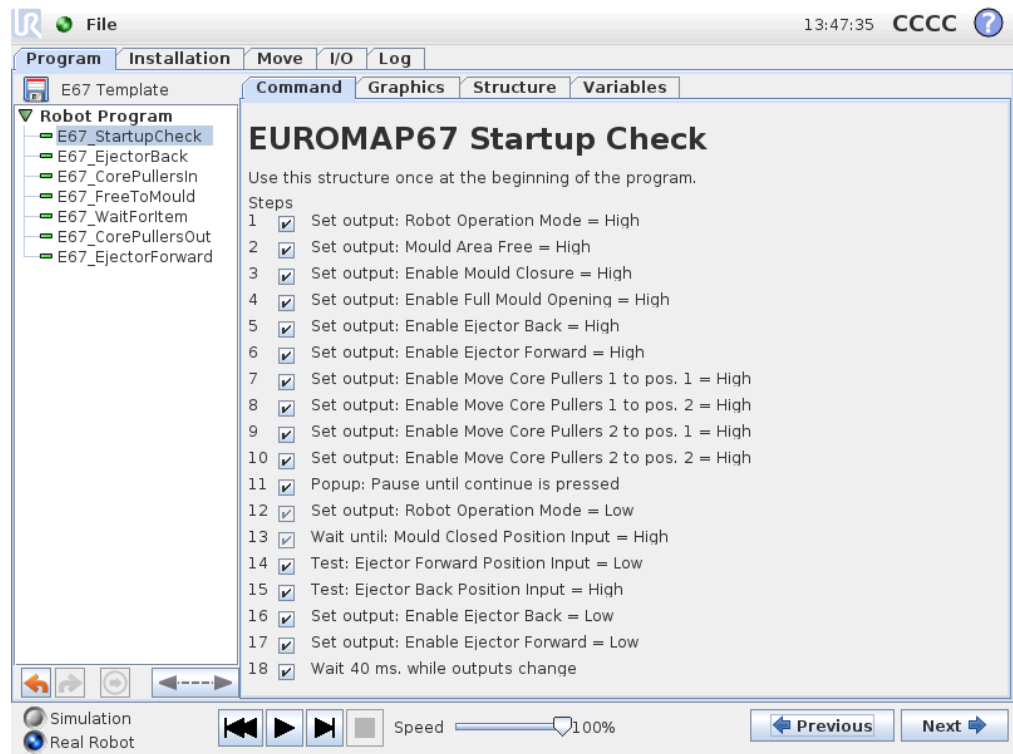 UR File 13:47:35 CCCC ?
Program Installation Move I/O Log
E67 Template Command Graphics Structure Variables
Robot Program
E67_StartupCheck
E67_EjectorBack
E67_CorePullersIn
E67_FreeToMould
E67_WaitForItem
E67_CorePullersOut
E67_EjectorForward
EUROMAP67 Startup Check
Use this structure once at the beginning of the program.
Steps
1 Set output: Robot Operation Mode = High
2 Set output: Mould Area Free = High
3 Set output: Enable Mould Closure = High
4 Set output: Enable Full Mould Opening = High
5 Set output: Enable Ejector Back = High
6 Set output: Enable Ejector Forward = High
7 Set output: Enable Move Core Pullers 1 to pos. 1 = High
8 Set output: Enable Move Core Pullers 1 to pos. 2 = High
9 Set output: Enable Move Core Pullers 2 to pos. 1 = High
10 Set output: Enable Move Core Pullers 2 to pos. 2 = High
11 Popup: Pause until continue is pressed
12 Set output: Robot Operation Mode = Low
13 Wait until: Mould Closed Position Input = High
14 Test: Ejector Forward Position Input = Low
15 Test: Ejector Back Position Input = High
16 Set output: Enable Ejector Back = Low
17 Set output: Enable Ejector Forward = Low
18 Wait 40 ms. while outputs change
Simulation
Real Robot
Speed 100%
Previous Next